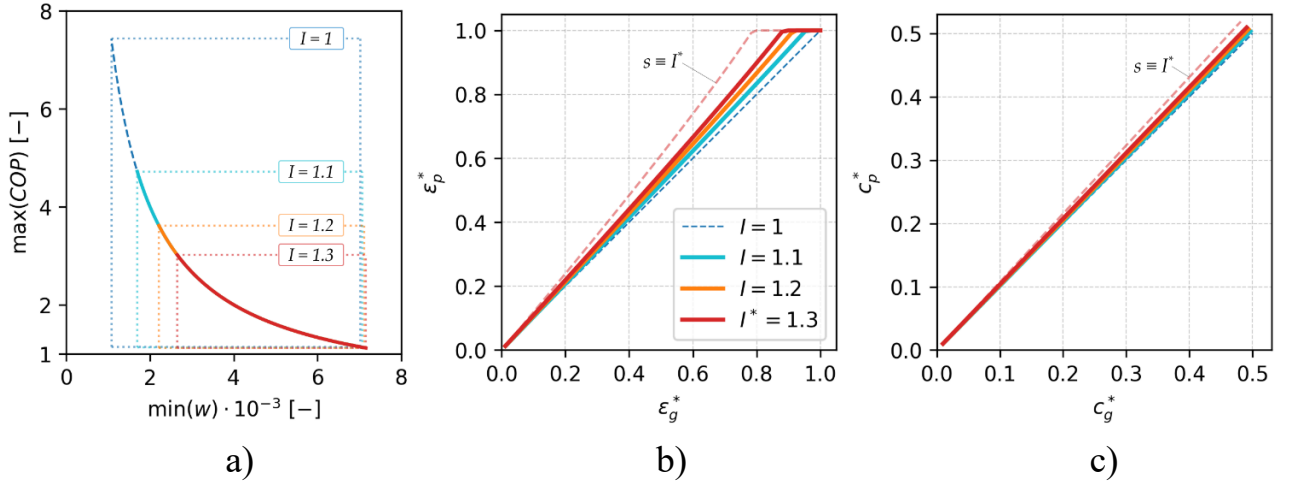 8
6
4
2
1
0
2
4
6
8
max(COP) [−]
min(w) · 10⁻³ [−]
I = 1
I = 1.1
I = 1.2
I = 1.3
a)
1.0
0.8
0.6
0.4
0.2
0.0
0.0
0.2
0.4
0.6
0.8
1.0
ε*p
ε*g
s ≡ I*
I = 1
I = 1.1
I = 1.2
I* = 1.3
b)
0.5
0.4
0.3
0.2
0.1
0.0
0.0
0.1
0.2
0.3
0.4
0.5
c*p
c*g
s ≡ I*
c)